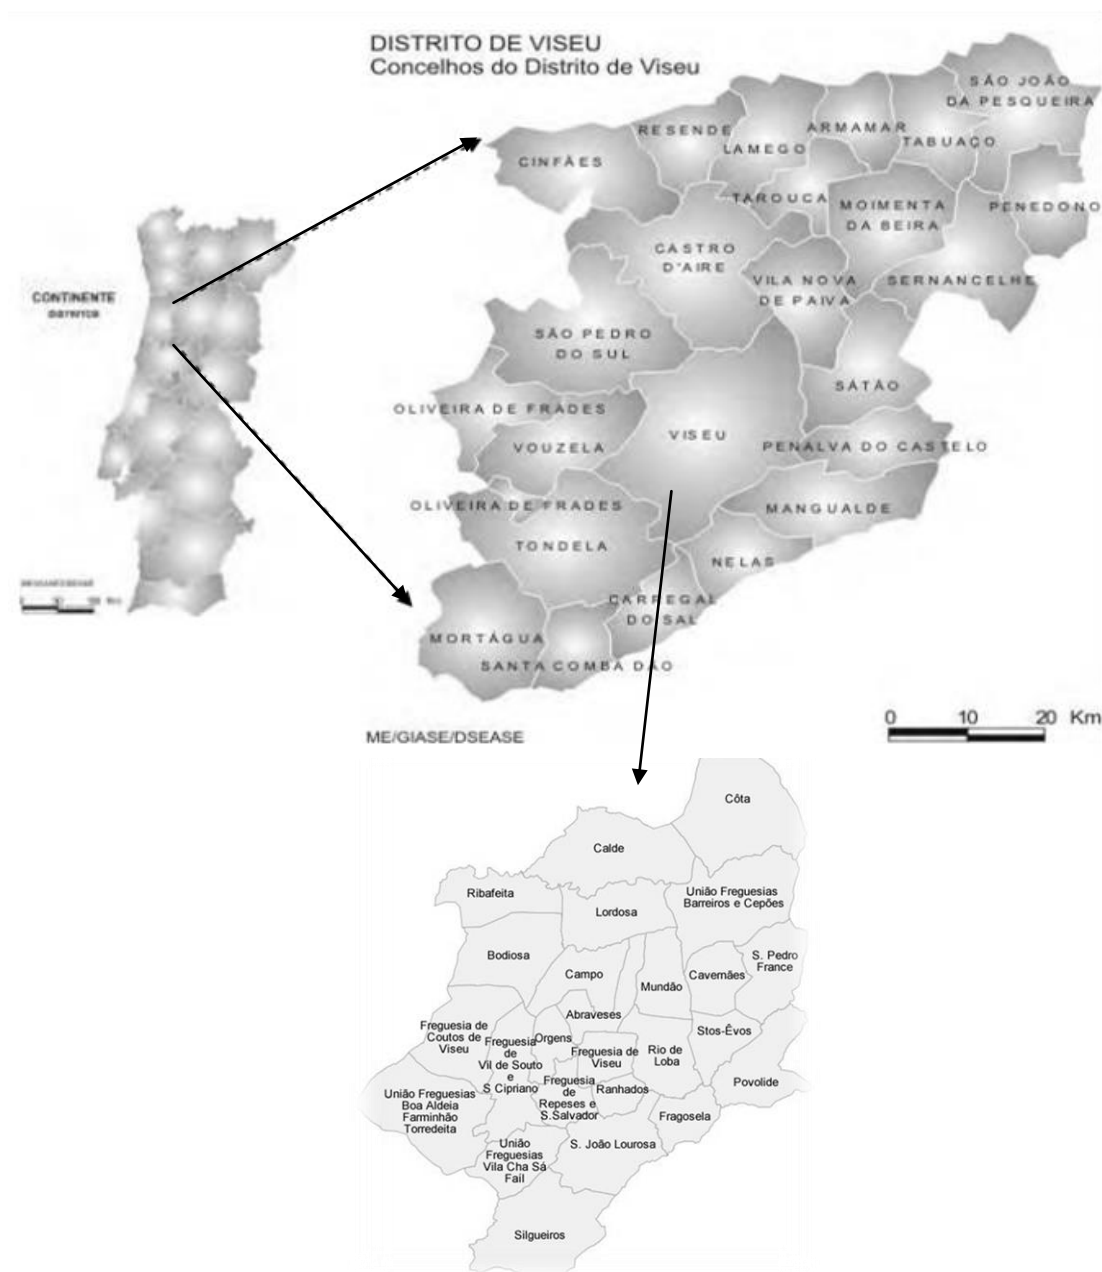 DISTRITO DE VISEU
Concelhos do Distrito de Viseu
SÃO JOÃO
DA PESQUEIRA
RESENDE
ARMAMAR
LAMEGO
TABUAÇO
CINFÃES
TAROUCA
MOIMENTA
DA BEIRA
PENEDONO
CASTRO
D'AIRE
VILA NOVA
DE PAIVA
SERNANCELHE
CONTINENTE
SÃO PEDRO
DO SUL
SÁTÃO
OLIVEIRA DE FRADES
VISEU
VOUZELA
PENALVA DO CASTELO
OLIVEIRA DE FRADES
MANGUALDE
TONDELA
NELAS
CARREGAL
DO SAL
MORTÁGUA
SANTA COMBA DÃO
0 10 20 Km
ME/GIASE/DSEASE
Côta
Calde
Ribafeita
União Freguesias
Barreiros e Cepões
Lordosa
Bodiosa
S. Pedro
France
Campo
Cavernães
Mundão
Abraveses
Freguesia de
Coutos de
Viseu
Stos-Êvos
Orgens
Freguesia
de
Vil de Souto
e
S Cipriano
Freguesia de
Viseu
Rio de
Loba
Povolide
Freguesia
de
Repeses e
S.Salvador
Ranhados
União Freguesias
Boa Aldeia
Farminhão
Torredeita
Fragosela
S. João Lourosa
União
Freguesias
Vila Cha Sá
Fail
Silgueiros